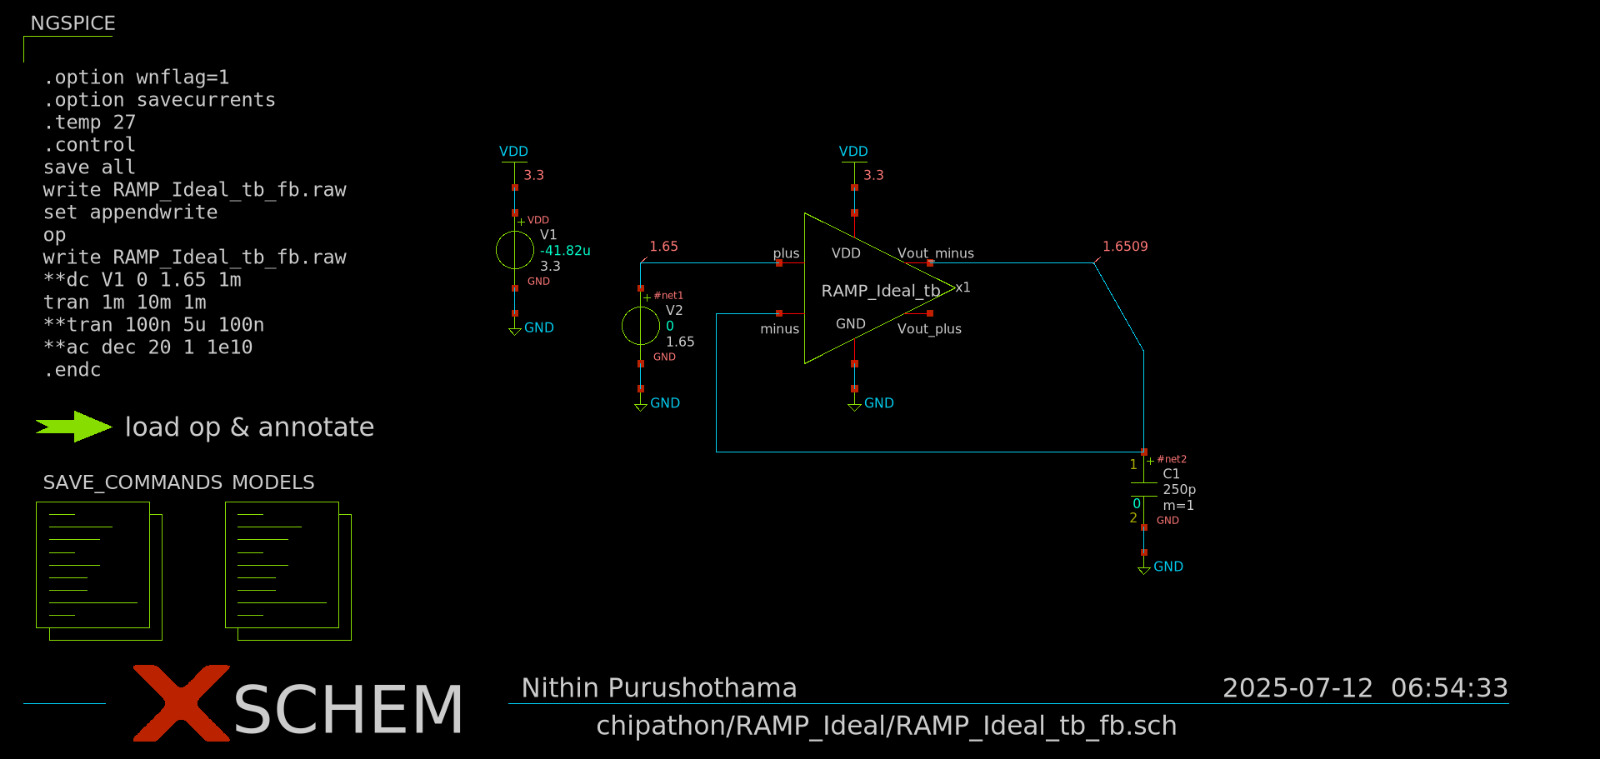 NGSPICE
.option wnflag=1
.option savecurrents
.temp 27
.control
save all
write RAMP_Ideal_tb_fb.raw
set appendwrite
op
write RAMP_Ideal_tb_fb.raw
**dc V1 0 1.65 1m
tran 1m 10m 1m
**tran 100n 5u 100n
**ac dec 20 1 1e10
.endc
load op & annotate
SAVE_COMMANDS MODELS
VDD
3.3
+ VDD
V1
-41.82u
3.3
GND
GND
1.65
+ #net1
V2
0
1.65
GND
GND
VDD
3.3
plus
VDD
Vout_minus
RAMP_Ideal_tb
x1
minus
GND
Vout_plus
GND
1.6509
1 + #net2
C1
250p
0 m=1
2 GND
GND
XSCHEM
Nithin Purushothama
2025-07-12 06:54:33
chipathon/RAMP_Ideal/RAMP_Ideal_tb_fb.sch